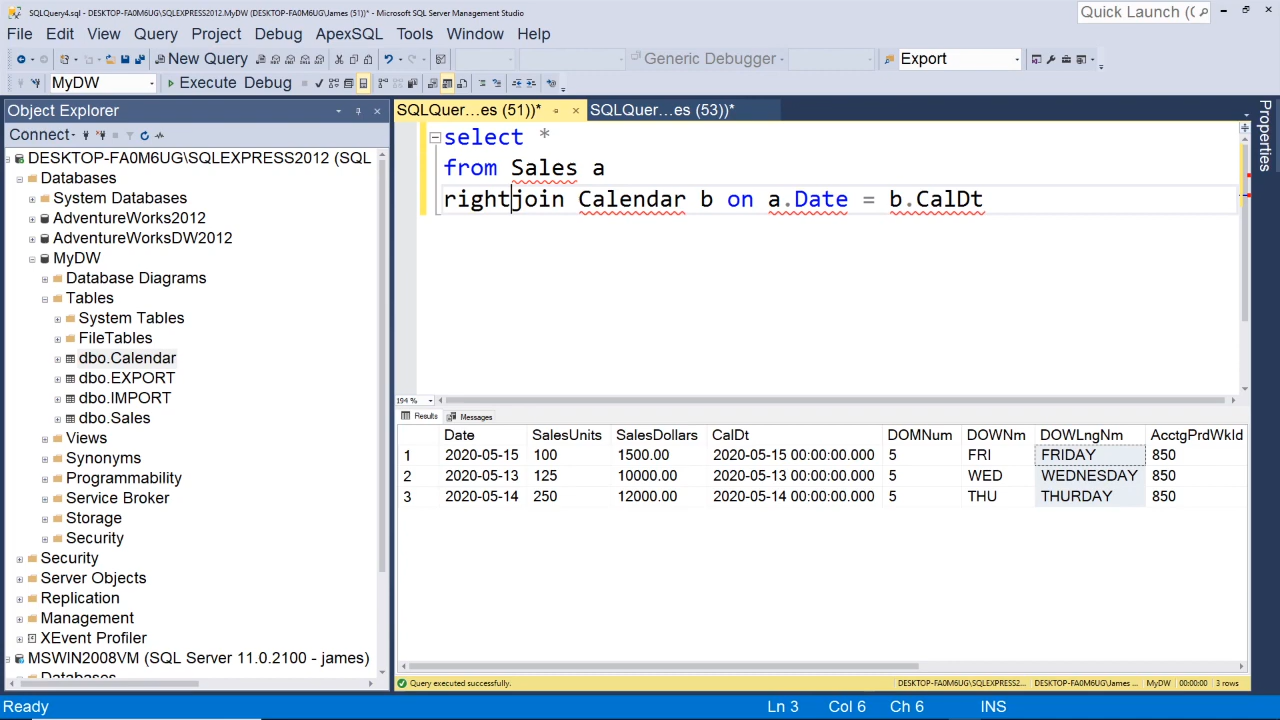 SQLQuery4.sql - DESKTOP-FA0M6UG\SQLEXPRESS2012.MyDW (DESKTOP-FA0M6UG\James (51))* - Microsoft SQL Server Management Studio
Quick Launch (
File Edit View Query Project Debug ApexSQL Tools Window Help
New Query Generic Debugger Export
MyDW Execute Debug
Object Explorer
Connect
DESKTOP-FA0M6UG\SQLEXPRESS2012 (SQL
Databases
System Databases
AdventureWorks2012
AdventureWorksDW2012
MyDW
Database Diagrams
Tables
System Tables
FileTables
dbo.Calendar
dbo.EXPORT
dbo.IMPORT
dbo.Sales
Views
Synonyms
Programmability
Service Broker
Storage
Security
Security
Server Objects
Replication
Management
XEvent Profiler
MSWIN2008VM (SQL Server 11.0.2100 - james)
Databases
SQLQuer...es (51))* SQLQuer...es (53))*
select *
from Sales a
right join Calendar b on a.Date = b.CalDt
194 %
Results Messages
Date SalesUnits SalesDollars CalDt DOMNum DOWNm DOWLngNm AcctgPrdWkId
1 2020-05-15 100 1500.00 2020-05-15 00:00:00.000 5 FRI FRIDAY 850
2 2020-05-13 125 10000.00 2020-05-13 00:00:00.000 5 WED WEDNESDAY 850
3 2020-05-14 250 12000.00 2020-05-14 00:00:00.000 5 THU THURDAY 850
Query executed successfully. DESKTOP-FA0M6UG\SQLEXPRESS2... DESKTOP-FA0M6UG\James ... MyDW 00:00:00 3 rows
Properties
Ready Ln 3 Col 6 Ch 6 INS